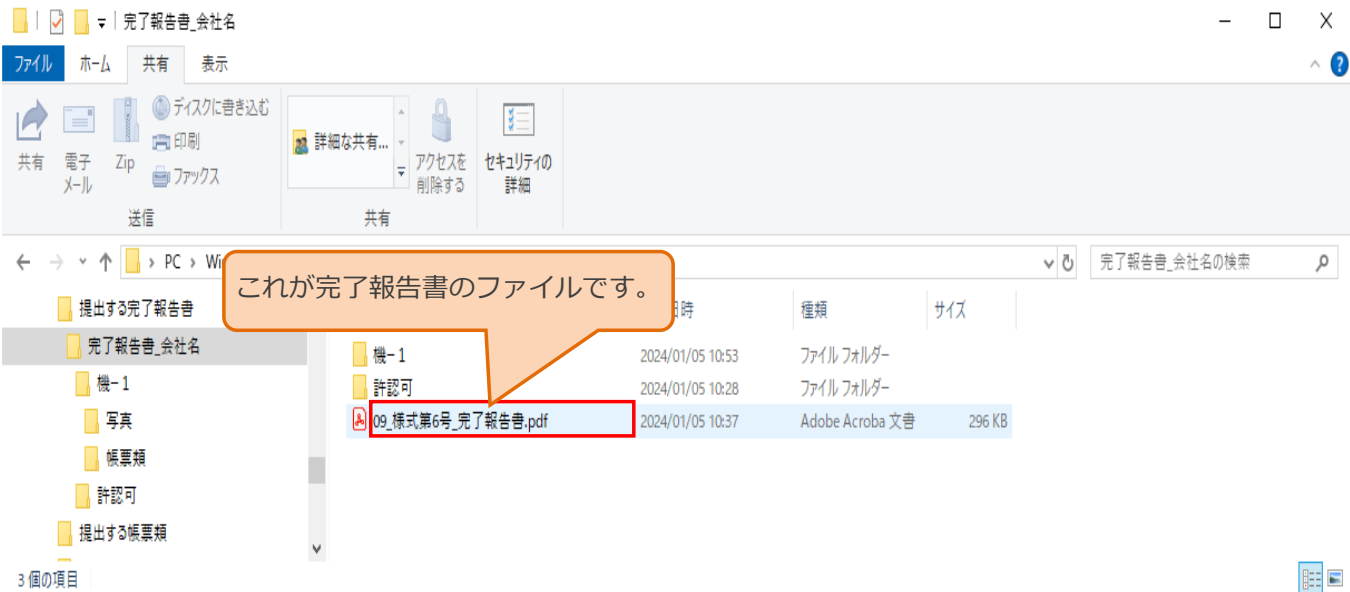 完了報告書_会社名
ファイル ホーム 共有 表示
共有
電子
メール
Zip
ディスクに書き込む
印刷
ファックス
送信
詳細な共有...
アクセスを
削除する
共有
セキュリティの
詳細
PC
これが完了報告書のファイルです。
完了報告書_会社名の検索
提出する完了報告書
完了報告書_会社名
機-1
写真
帳票類
許認可
提出する帳票類
日時 種類 サイズ
機-1 2024/01/05 10:53 ファイル フォルダー
許認可 2024/01/05 10:28 ファイル フォルダー
09_様式第6号_完了報告書.pdf 2024/01/05 10:37 Adobe Acroba 文書 296 KB
3 個の項目